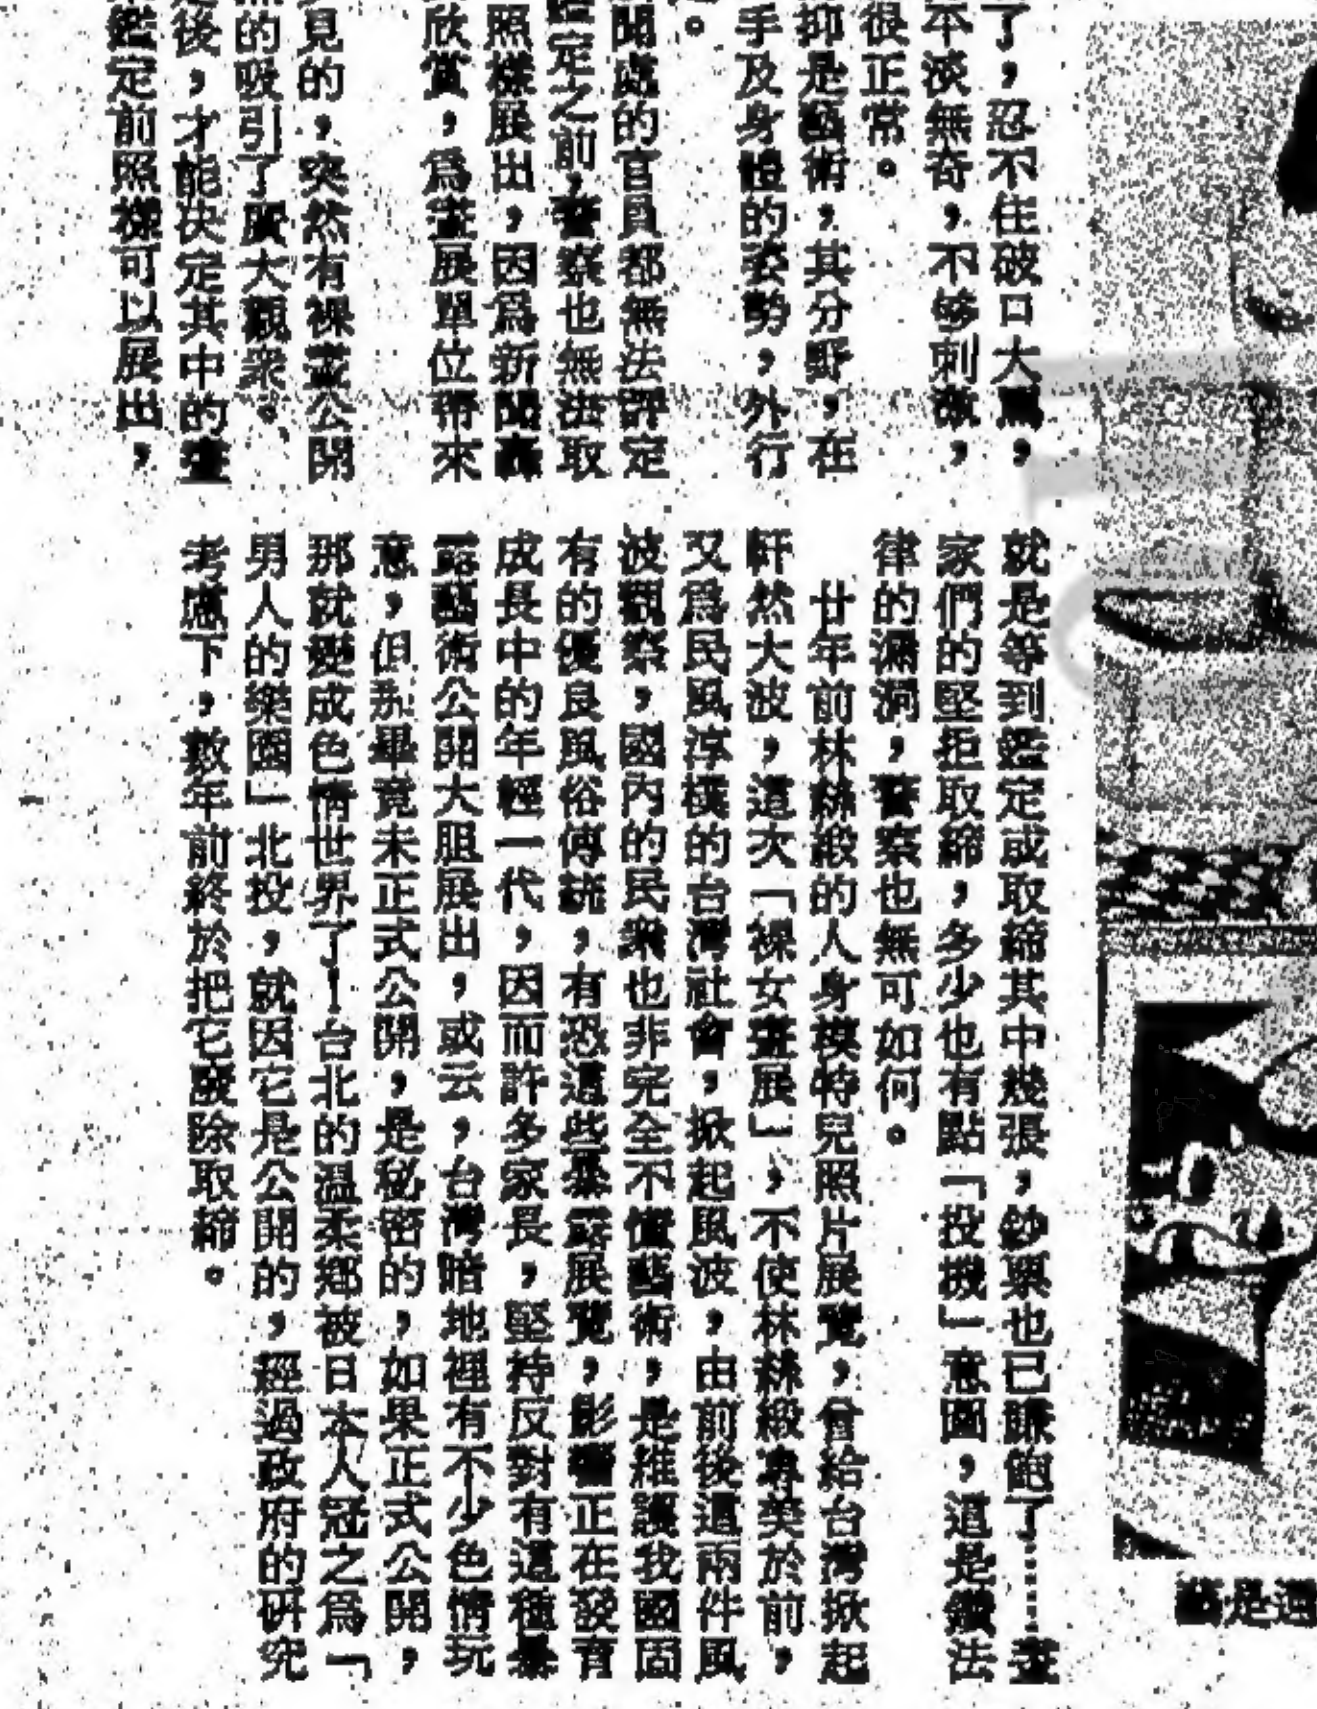 了，忍不住破口大罵，
本淡無奇，不够刺激，
很正常。
抑是藝術，其分野，在
手及身體的姿勢，外行
。
聞處的官員都無法評定
定之前，警察也無法取
照樣展出，因爲新聞轟
欣賞，爲畫展單位帶來
見的，突然有裸畫公開
的吸引了廣大觀衆。
後，才能決定其中的畫
鑑定前照樣可以展出，
就是等到鑑定或取締其中幾張，鈔票也已賺飽了……畫
家們的堅拒取締，多少也有點「投機」意圖，這是鑽法
律的漏洞，警察也無可如何。
廿年前林絲緞的人身模特兒照片展覽，曾給台灣掀起
軒然大波，這次「裸女畫展」，不使林絲緞專美於前，
又爲民風淳樸的台灣社會，掀起風波，由前後這兩件風
波觀察，國內的民衆也非完全不懂藝術，是維護我國固
有的優良風俗傳統，有恐這些暴露展覽，影響正在發育
成長中的年輕一代，因而許多家長，堅持反對有這種暴
露藝術公開大胆展出，或云，台灣暗地裡有不少色情玩
意，但那畢竟未正式公開，是秘密的，如果正式公開，
那就變成色情世界了！台北的溫柔鄉被日本人冠之爲「
男人的樂園」北投，就因它是公開的，經過政府的研究
考慮下，數年前終於把它廢除取締。
是這